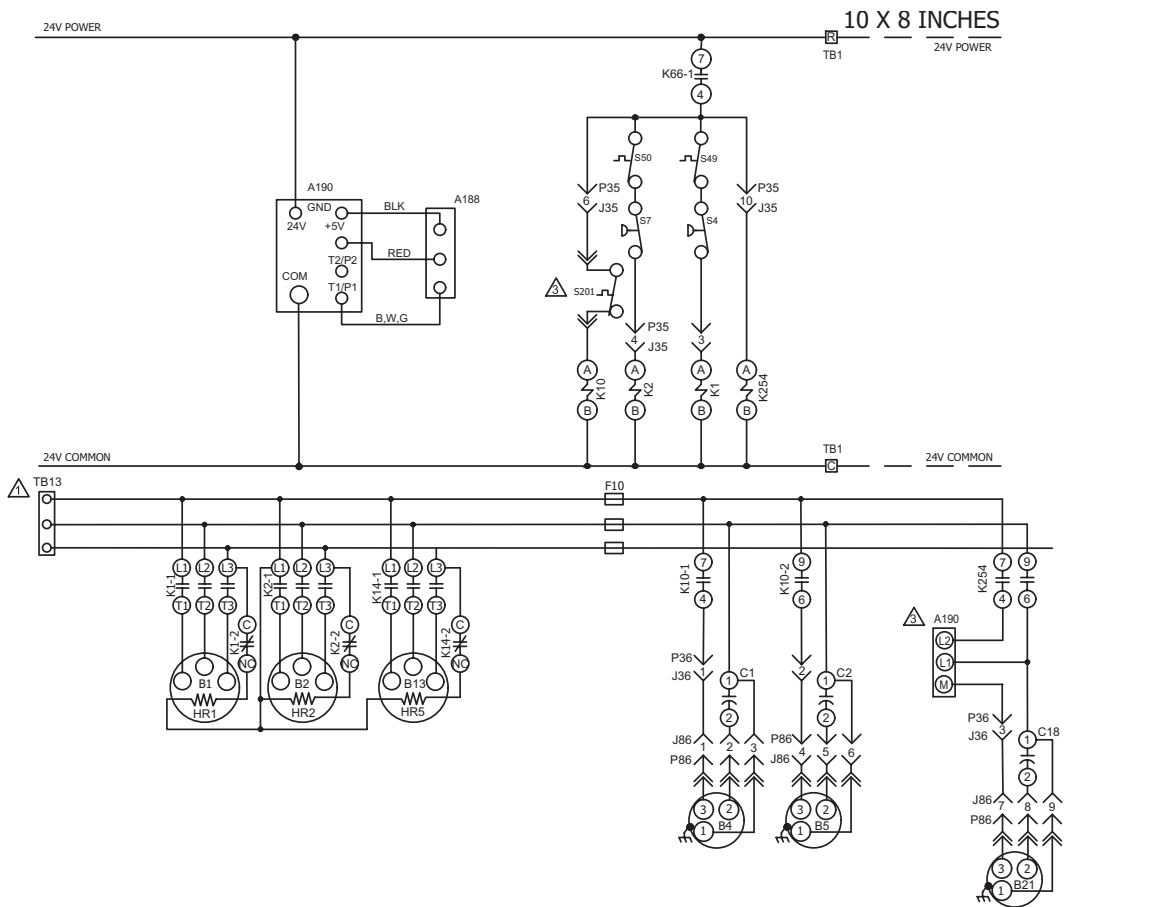 10 X 8 INCHES
24V POWER
R
24V POWER
TB1
7
K66-1
4
S50
S49
P35
6
J35
P35
10
J35
S7
S4
A190
GND
BLK
A188
24V
+5V
RED
T2/P2
COM
T1/P1
B,W,G
3
S201
P35
4
J35
3
A
A
A
A
K10
K2
K1
K254
B
B
B
B
24V COMMON
TB1
C
24V COMMON
1
TB13
F10
L1
L2
L3
L1
L2
L3
L1
L2
L3
K1-1
K2-1
K14-1
T1
T2
T3
T1
T2
T3
T1
T2
T3
C
C
C
K1-2
K2-2
K14-2
NC
NC
NC
B1
B2
B13
HR1
HR2
HR5
7
9
7
9
K10-1
K10-2
K254
4
6
4
6
3
A190
L2
L1
M
P36
1
J36
2
1
C1
1
C2
2
2
P36
3
J36
1
C18
2
J86
1
2
3
P86
P86
4
5
6
J86
3
2
B4
1
3
2
B5
1
J86
7
8
9
P86
3
2
B21
1